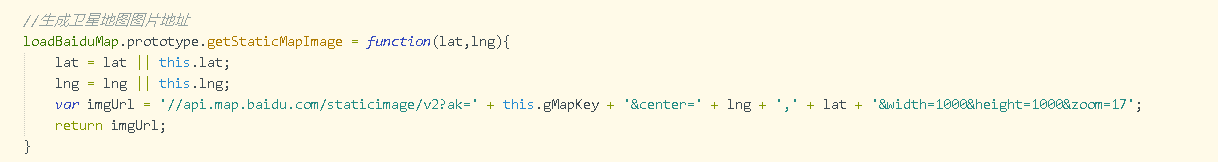 //生成卫星地图图片地址
loadBaiduMap.prototype.getStaticMapImage = function(lat,lng){
lat = lat || this.lat;
lng = lng || this.lng;
var imgUrl = '//api.map.baidu.com/staticimage/v2?ak=' + this.gMapKey + '&center=' + lng + ',' + lat + '&width=1000&height=1000&zoom=17';
return imgUrl;
}